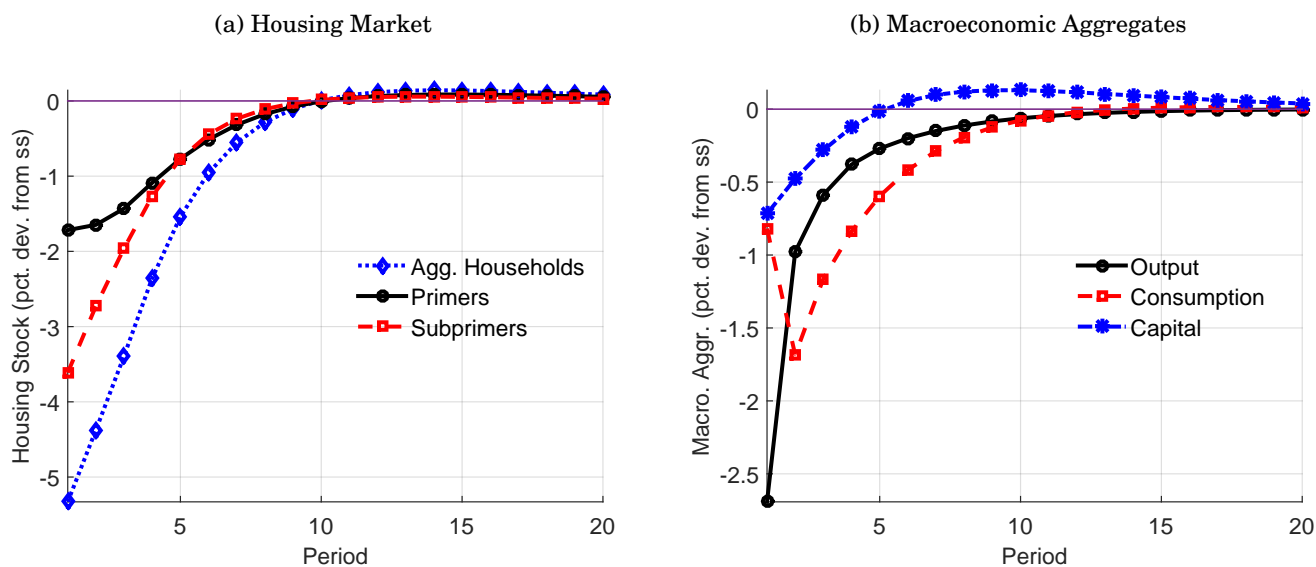 (a) Housing Market
Housing Stock (pct. dev. from ss)
0
-1
-2
-3
-4
-5
Agg. Households
Primers
Subprimers
5
10
15
20
Period
(b) Macroeconomic Aggregates
Macro. Aggr. (pct. dev. from ss)
0
-0.5
-1
-1.5
-2
-2.5
Output
Consumption
Capital
5
10
15
20
Period